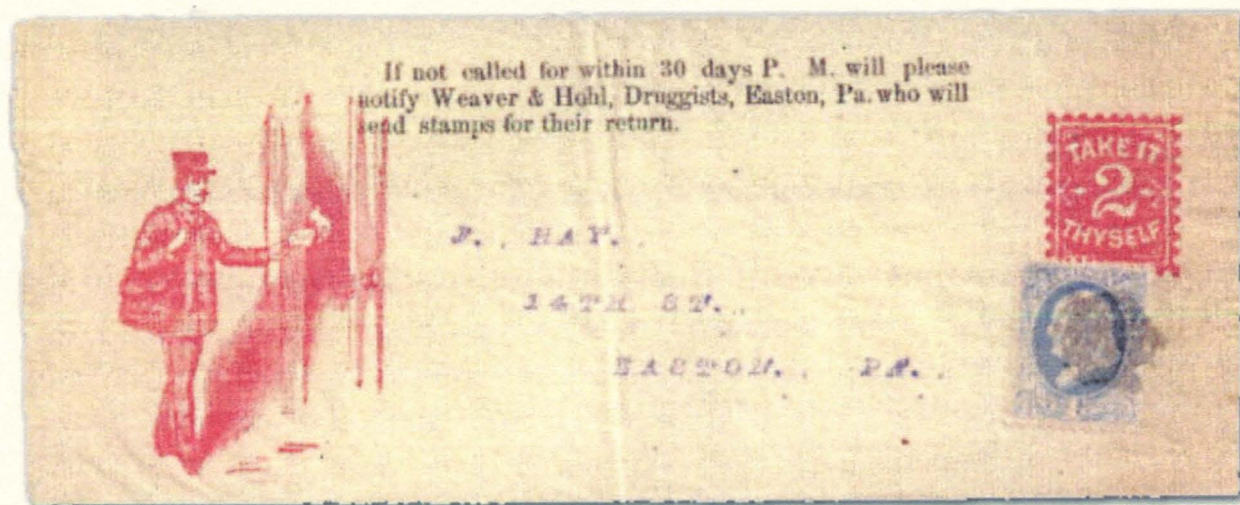 If not called for within 30 days P. M. will please
notify Weaver & Hohl, Druggists, Easton, Pa. who will
send stamps for their return.
TAKE IT
2
THYSELF
F.. HAY..
14TH ST..
EASTON.. PA..